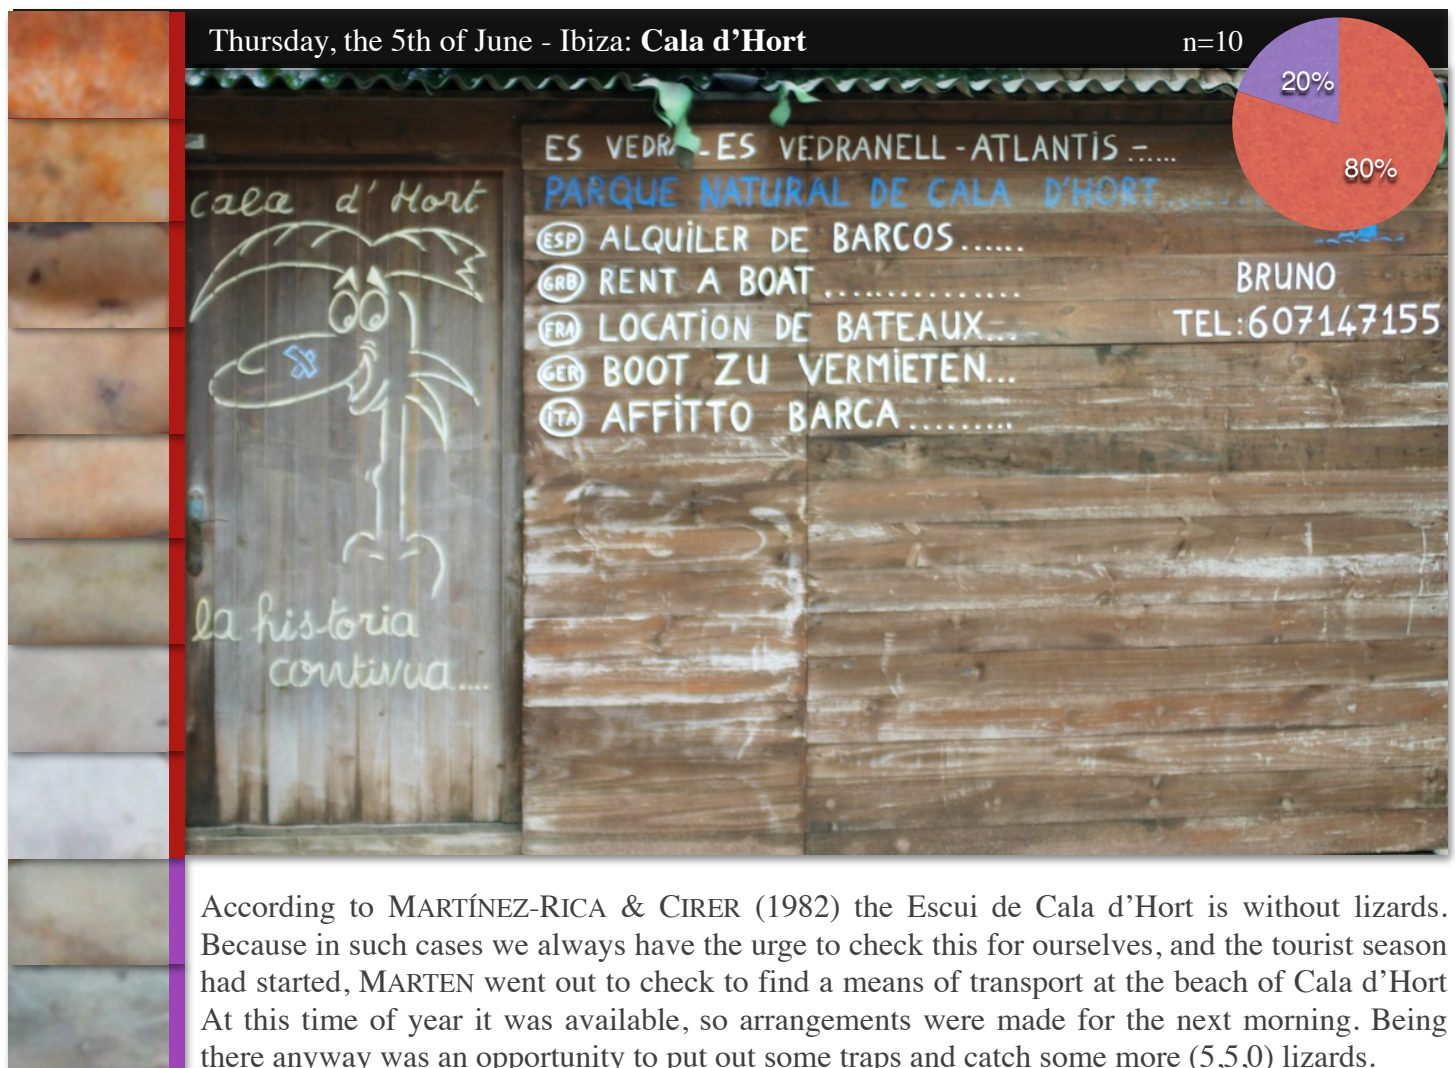 Thursday, the 5th of June - Ibiza: Cala d’Hort
n=10
20%
80%
ES VEDRA-ES VEDRANELL-ATLANTIS-.....
PARQUE NATURAL DE CALA D'HORT........
cala d' Hort
ESP ALQUILER DE BARCOS......
GRB RENT A BOAT ..............
BRUNO
FRA LOCATION DE BATEAUX...
TEL:607147155
GER BOOT ZU VERMIETEN...
ITA AFFITTO BARCA .........
la historia
continua....
According to MARTÍNEZ-RICA & CIRER (1982) the Escui de Cala d’Hort is without lizards.
Because in such cases we always have the urge to check this for ourselves, and the tourist season
had started, MARTEN went out to check to find a means of transport at the beach of Cala d’Hort
At this time of year it was available, so arrangements were made for the next morning. Being
there anyway was an opportunity to put out some traps and catch some more (5,5,0) lizards.